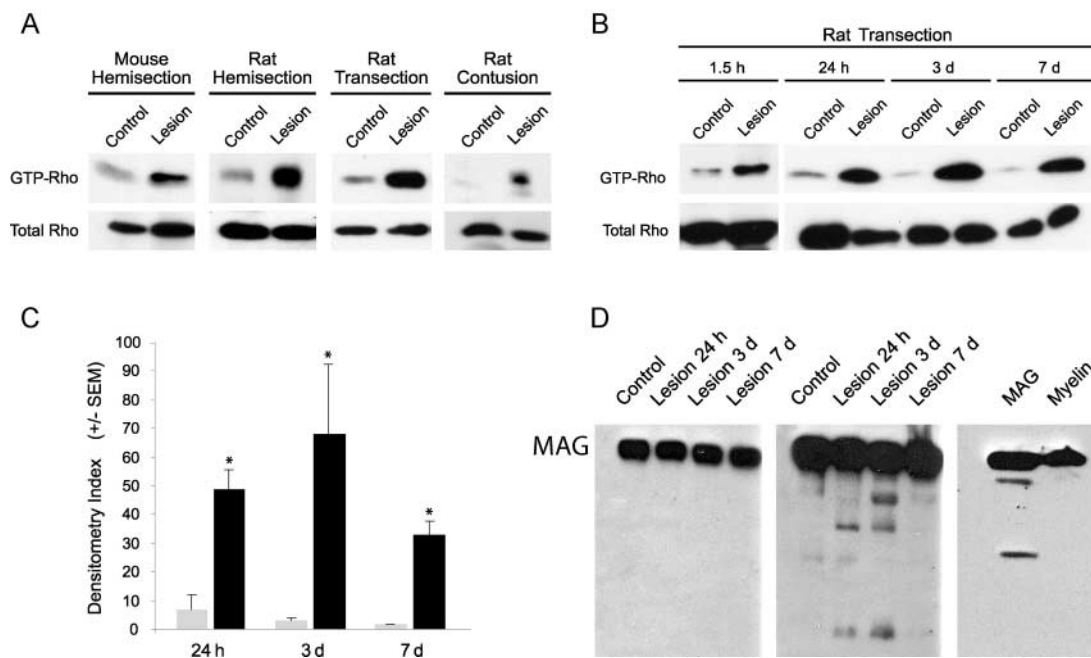 A
Mouse Hemisection
Rat Hemisection
Rat Transection
Rat Contusion
Control Lesion Control Lesion Control Lesion Control Lesion
GTP-Rho
Total Rho
B
Rat Transection
1.5 h 24 h 3 d 7 d
Control Lesion Control Lesion Control Lesion Control Lesion
GTP-Rho
Total Rho
C
Densitometry Index (+/- SEM)
100
90
80
70
60
50
40
30
20
10
0
* * *
24 h 3 d 7 d
D
Control Lesion 24 h Lesion 3 d Lesion 7 d
Control Lesion 24 h Lesion 3 d Lesion 7 d
MAG Myelin
MAG